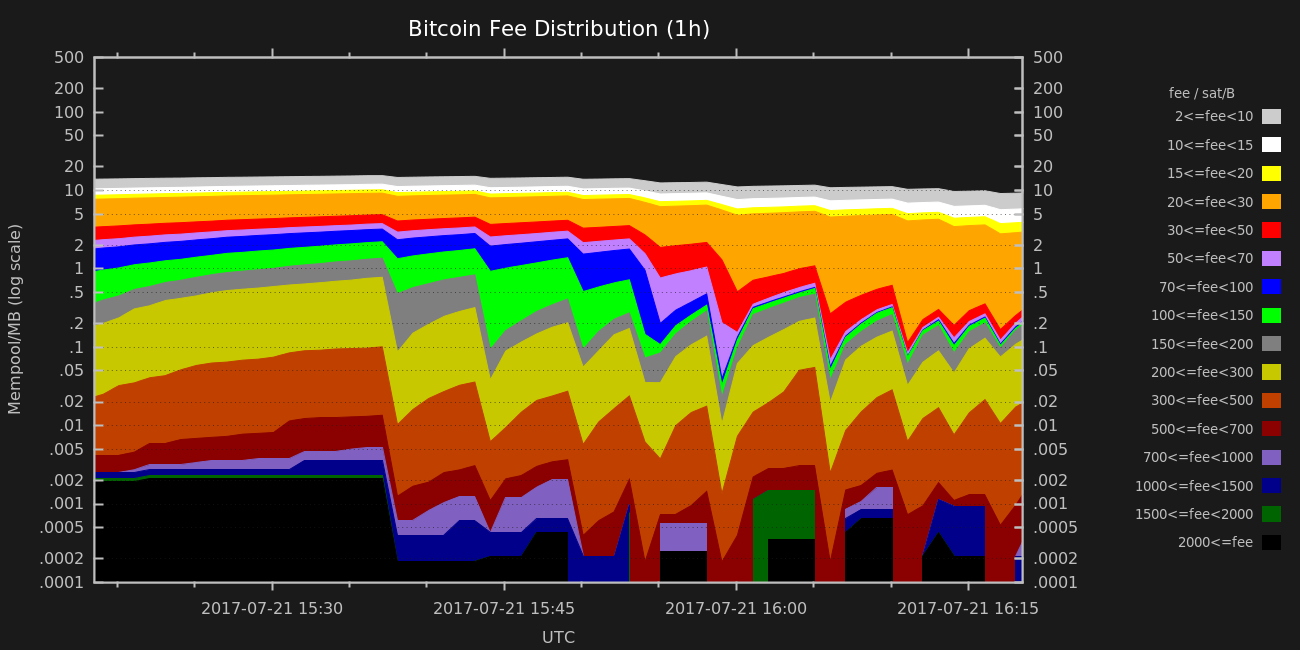 Bitcoin Fee Distribution (1h)
500 500
200 200
100 100
50 50
20 20
10 10
5 5
2 2
1 1
.5 .5
.2 .2
.1 .1
.05 .05
.02 .02
.01 .01
.005 .005
.002 .002
.001 .001
.0005 .0005
.0002 .0002
.0001 .0001
Mempool/MB (log scale)
2017-07-21 15:30 2017-07-21 15:45 2017-07-21 16:00 2017-07-21 16:15
UTC
fee / sat/B
2<=fee<10
10<=fee<15
15<=fee<20
20<=fee<30
30<=fee<50
50<=fee<70
70<=fee<100
100<=fee<150
150<=fee<200
200<=fee<300
300<=fee<500
500<=fee<700
700<=fee<1000
1000<=fee<1500
1500<=fee<2000
2000<=fee